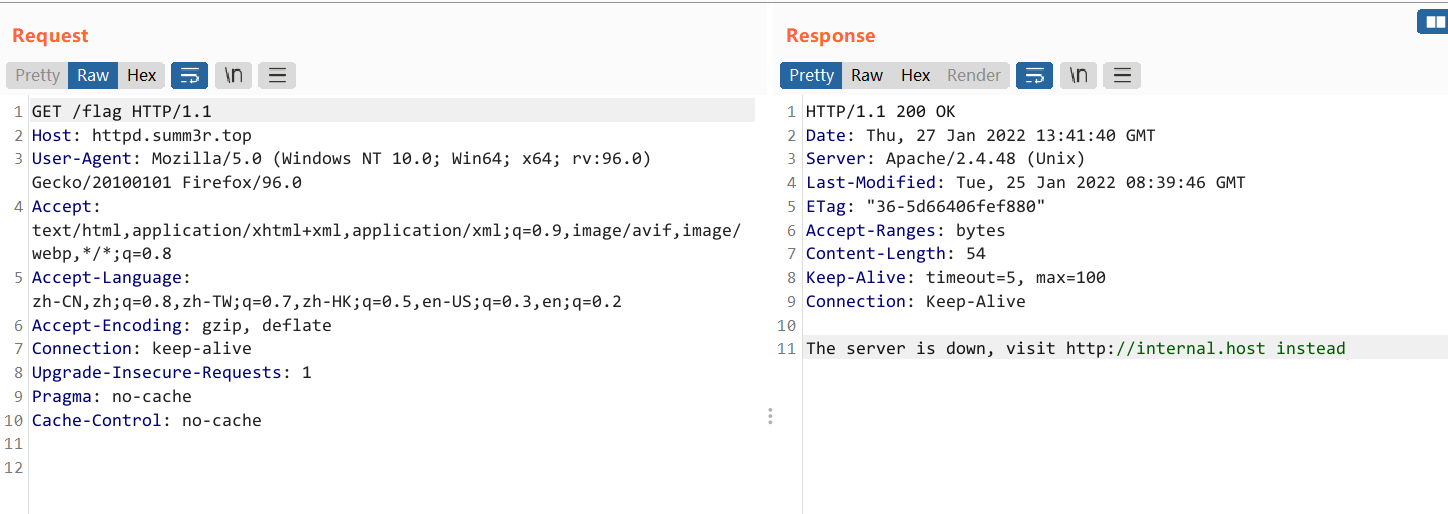 Request
Pretty Raw Hex \n
1 GET /flag HTTP/1.1
2 Host: httpd.summ3r.top
3 User-Agent: Mozilla/5.0 (Windows NT 10.0; Win64; x64; rv:96.0)
Gecko/20100101 Firefox/96.0
4 Accept:
text/html,application/xhtml+xml,application/xml;q=0.9,image/avif,image/
webp,*/*;q=0.8
5 Accept-Language:
zh-CN,zh;q=0.8,zh-TW;q=0.7,zh-HK;q=0.5,en-US;q=0.3,en;q=0.2
6 Accept-Encoding: gzip, deflate
7 Connection: keep-alive
8 Upgrade-Insecure-Requests: 1
9 Pragma: no-cache
10 Cache-Control: no-cache
11
12
Response
Pretty Raw Hex Render \n
1 HTTP/1.1 200 OK
2 Date: Thu, 27 Jan 2022 13:41:40 GMT
3 Server: Apache/2.4.48 (Unix)
4 Last-Modified: Tue, 25 Jan 2022 08:39:46 GMT
5 ETag: "36-5d66406fef880"
6 Accept-Ranges: bytes
7 Content-Length: 54
8 Keep-Alive: timeout=5, max=100
9 Connection: Keep-Alive
10
11 The server is down, visit http://internal.host instead